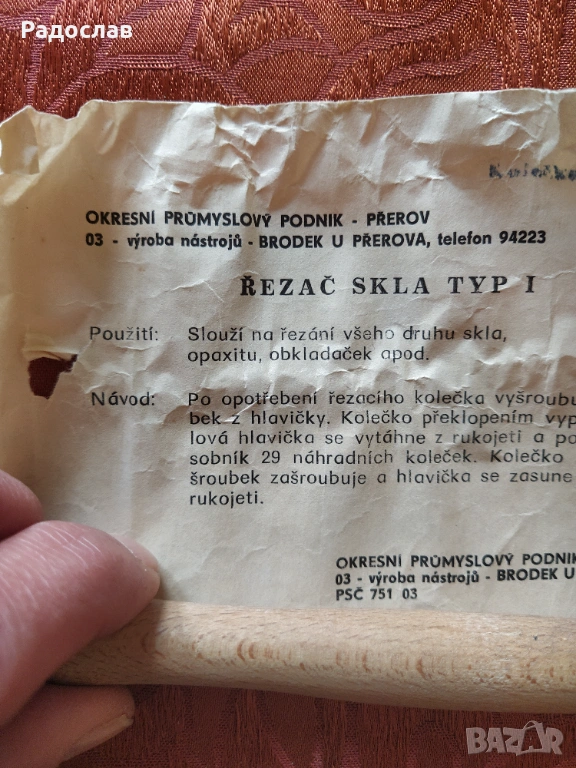 Радослав
OKRESNÍ PRŮMYSLOVÝ PODNIK - PŘEROV
03 - výroba nástrojů - BRODEK U PŘEROVA, telefon 94223
ŘEZAČ SKLA TYP I
Použití: Slouží na řezání všeho druhu skla,
opaxitu, obkladaček apod.
Návod: Po opotřebení řezacího kolečka vyšroubu
bek z hlavičky. Kolečko překlopením vyp
lová hlavička se vytáhne z rukojeti a po
sobník 29 náhradních koleček. Kolečko
šroubek zašroubuje a hlavička se zasune
rukojeti.
OKRESNÍ PRŮMYSLOVÝ PODNIK
03 - výroba nástrojů - BRODEK U
PSČ 751 03
BAZAR